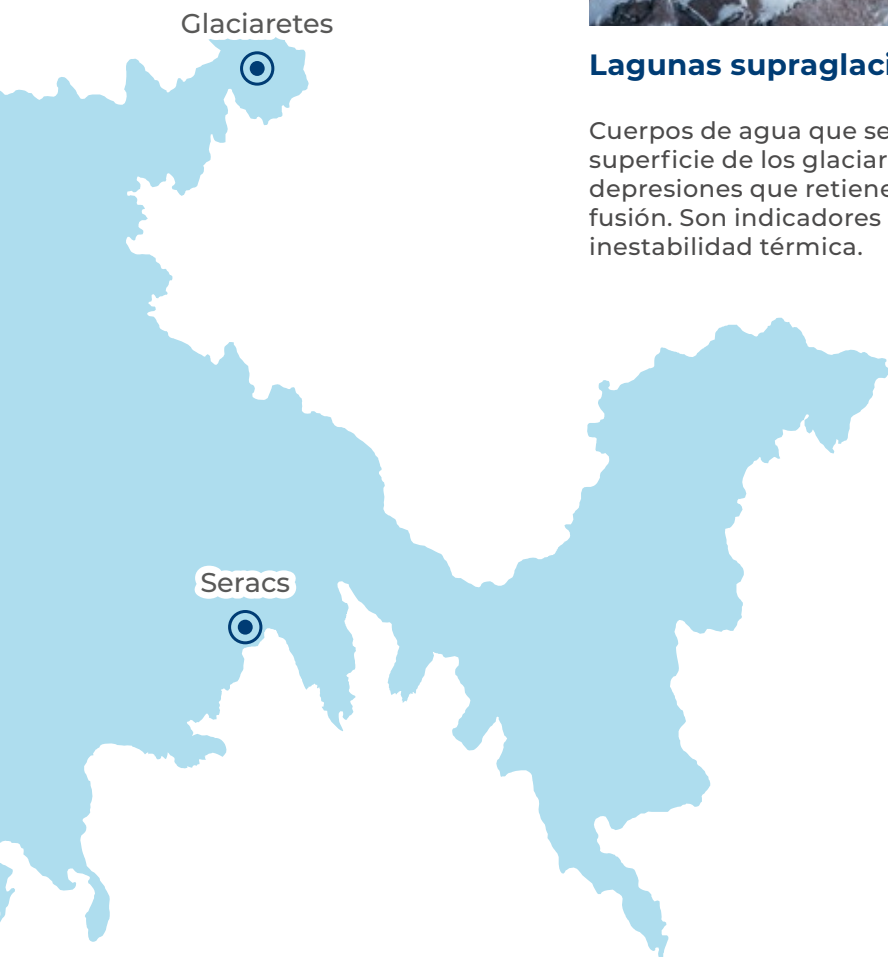 Glaciaretes
Lagunas supraglaci
Cuerpos de agua que se
superficie de los glaciar
depresiones que retiene
fusión. Son indicadores
inestabilidad térmica.
Seracs